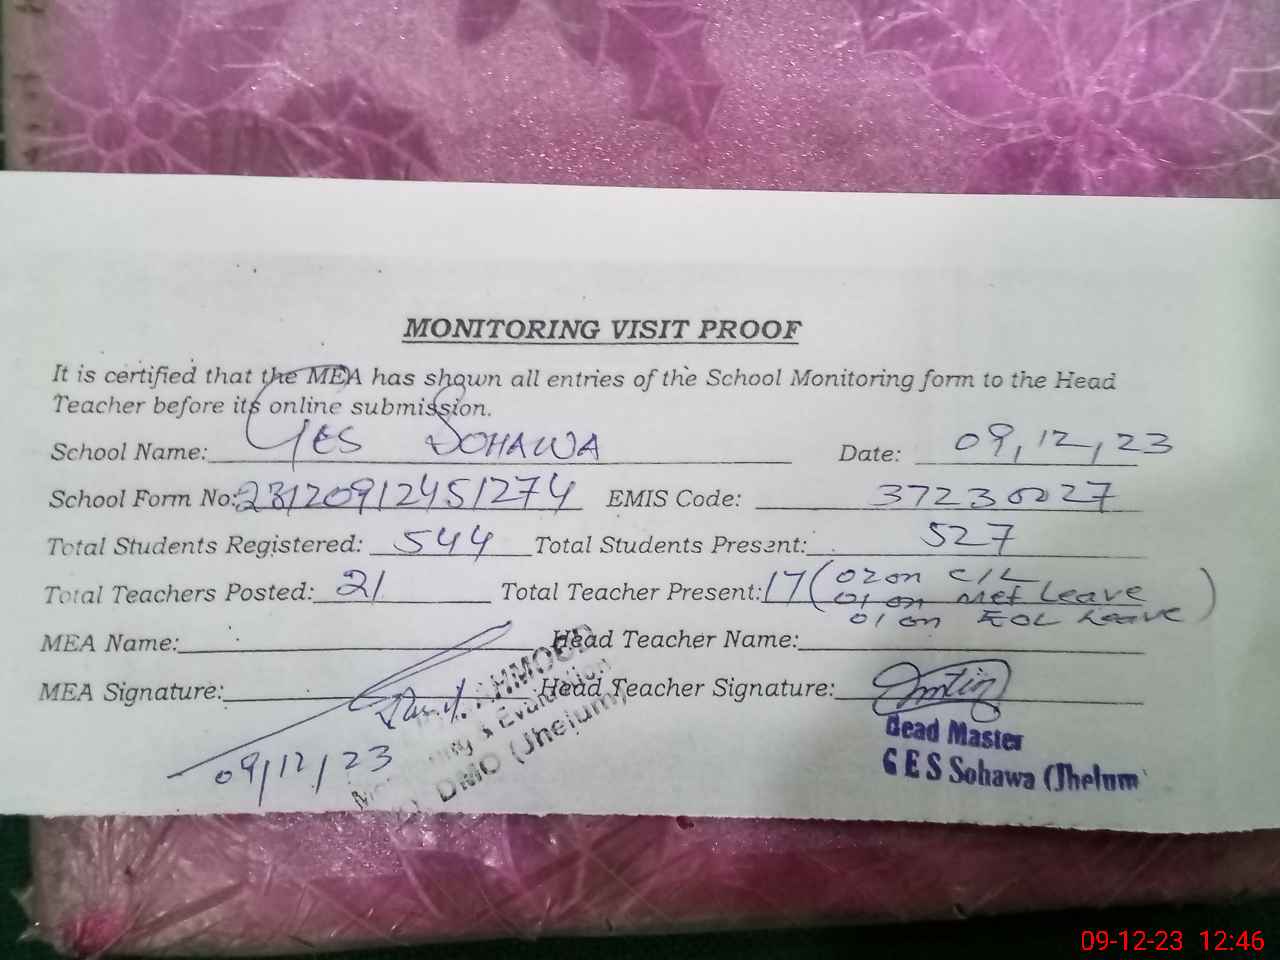 MONITORING VISIT PROOF
It is certified that the MEA has shown all entries of the School Monitoring form to the Head
Teacher before its online submission.
School Name: GES SOHAWA Date: 09,12,23
School Form No: 23120912451274 EMIS Code: 37230027
Total Students Registered: 544 Total Students Present: 527
Total Teachers Posted: 21 Total Teacher Present: 17 (02 on C/L
01 on Met Leave
01 on EOL Leave)
MEA Name: Head Teacher Name:
MEA Signature: Head Teacher Signature:
09/12/23
AHMOED
& Evaluation
DMO (Jhelum)
Head Master
G E S Sohawa (Jhelum
09-12-23 12:46